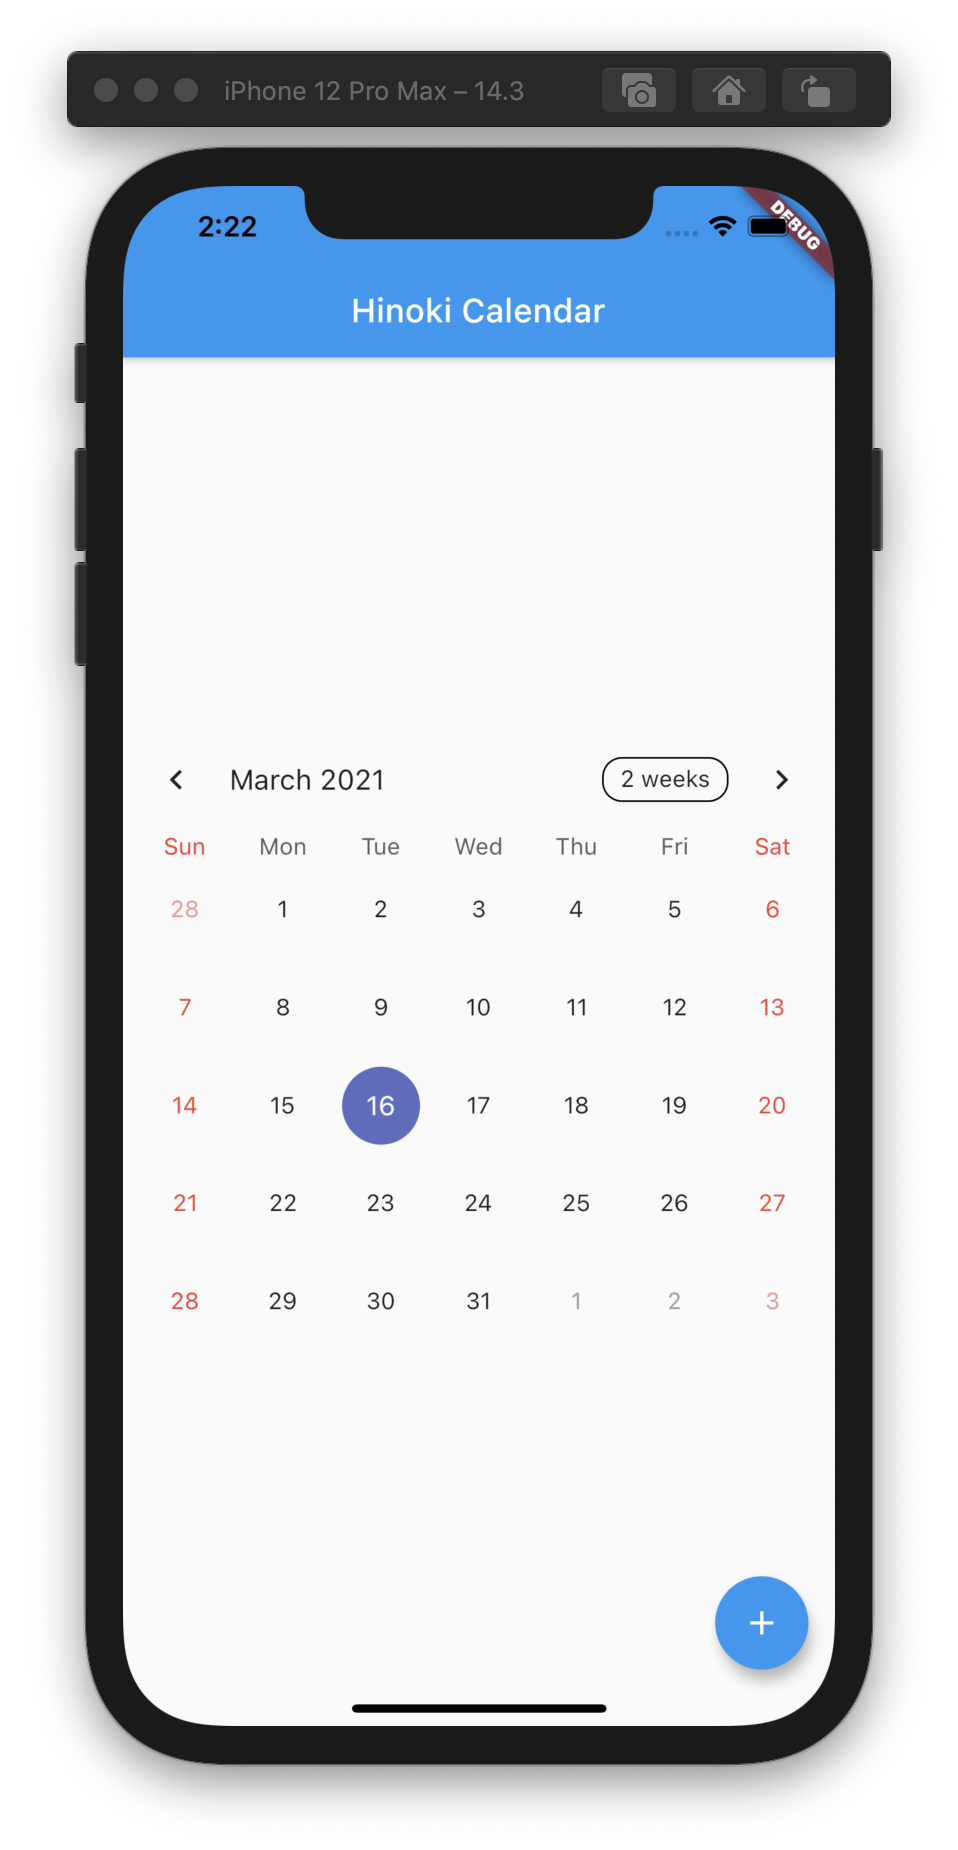 iPhone 12 Pro Max – 14.3
2:22
DEBUG
Hinoki Calendar
March 2021 2 weeks
Sun Mon Tue Wed Thu Fri Sat
28 1 2 3 4 5 6
7 8 9 10 11 12 13
14 15 16 17 18 19 20
21 22 23 24 25 26 27
28 29 30 31 1 2 3